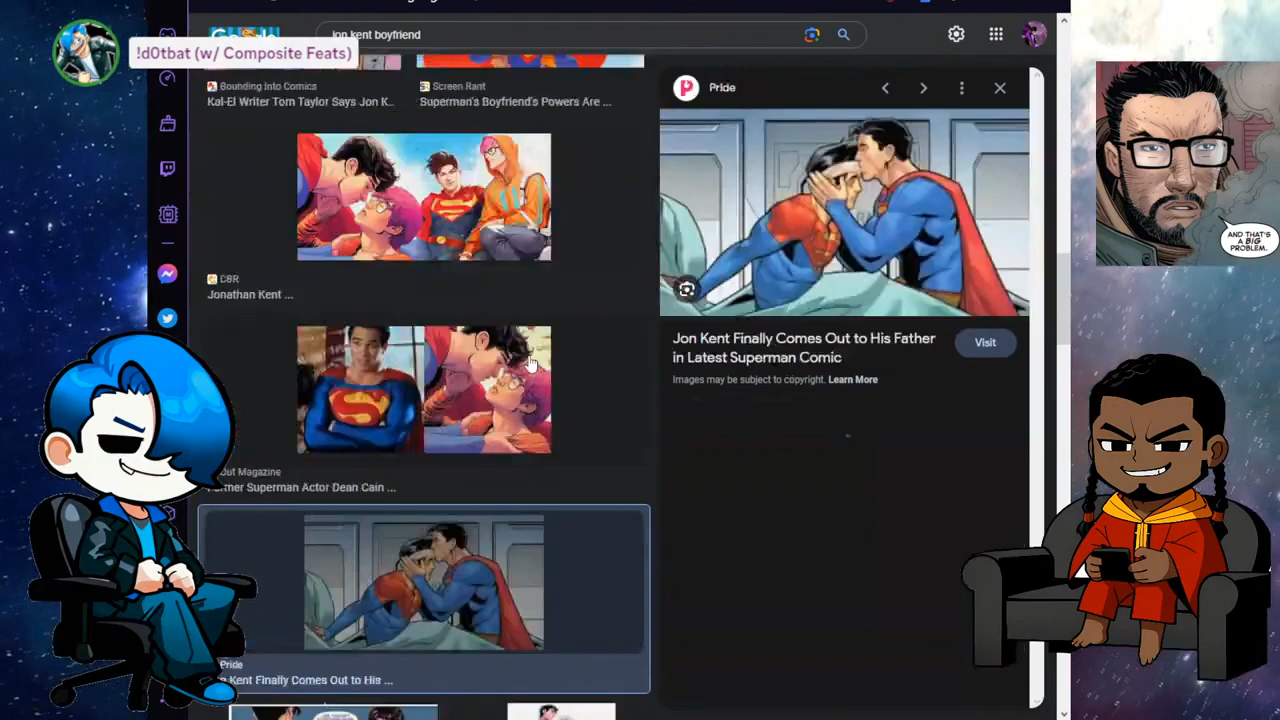 jon kent boyfriend
!d0tbat (w/ Composite Feats)
Bounding Into Comics
Kal-El Writer Tom Taylor Says Jon K...
Screen Rant
Superman's Boyfriend's Powers Are ...
CBR
Jonathan Kent ...
Out Magazine
Former Superman Actor Dean Cain ...
Pride
Kent Finally Comes Out to His ...
Pride
Jon Kent Finally Comes Out to His Father
in Latest Superman Comic
Visit
Images may be subject to copyright. Learn More
AND THAT'S
A BIG
PROBLEM.